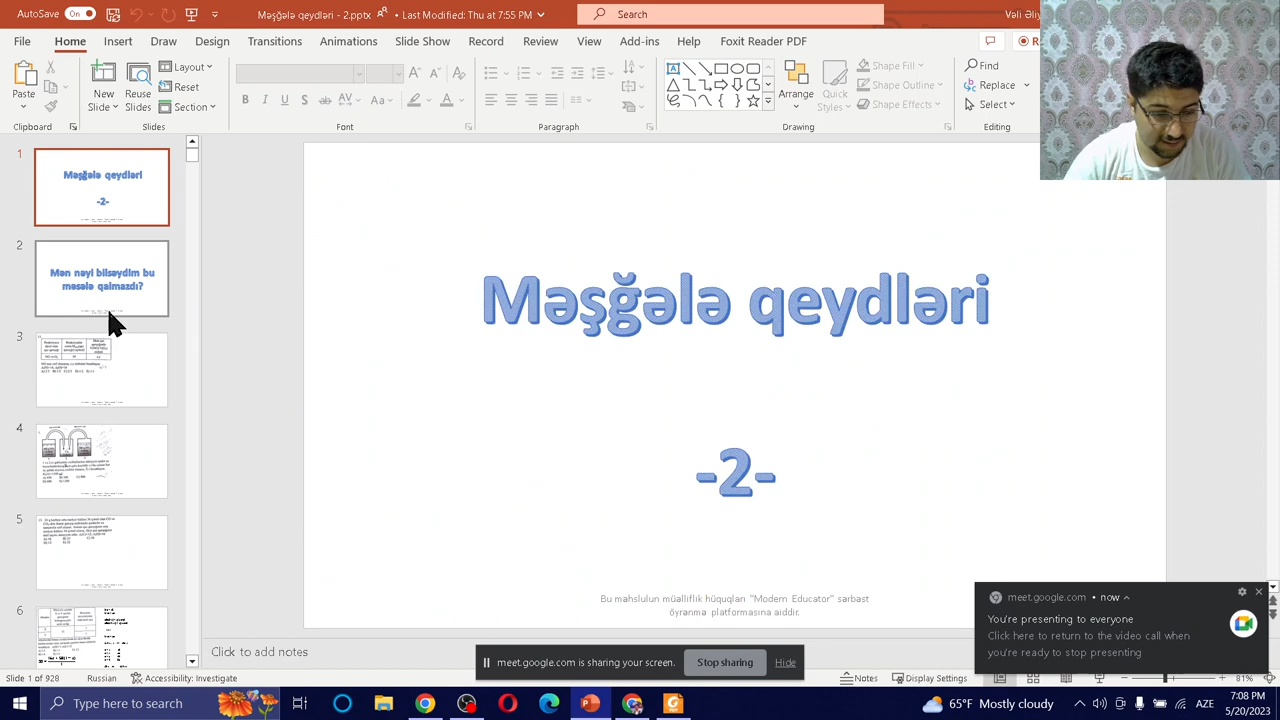 AutoSave
On
Məşğələ qeydləri - 2.pptx
Last Modified: Thu at 7:55 PM
Search
File
Home
Insert
Draw
Design
Transitions
Animations
Slide Show
Record
Review
View
Add-ins
Help
Foxit Reader PDF
Paste
New
Slide
Reuse
Slides
Layout
Reset
Section
Arrange
Quick
Styles
Shape Fill
Shape Outline
Shape Effects
Find
Replace
Select
Clipboard
Slides
Font
Paragraph
Drawing
Editing
1
Məşğələ qeydləri
-2-
2
Mən nəyi bilsəydim bu
məsələ qalmazdı?
3
4
5
6
Məşğələ qeydləri
-2-
Bu məhsulun müəlliflik hüquqları "Modern Educator" sərbəst
öyrənmə platformasına aiddir.
meet.google.com • now
You're presenting to everyone
Click here to return to the video call when
you're ready to stop presenting
Click to add notes
meet.google.com is sharing your screen.
Stop sharing
Hide
Slide 1 of 928
Russian
Accessibility: Investigate
Notes
Display Settings
81%
Type here to search
65°F Mostly cloudy
AZE
7:08 PM
5/20/2023